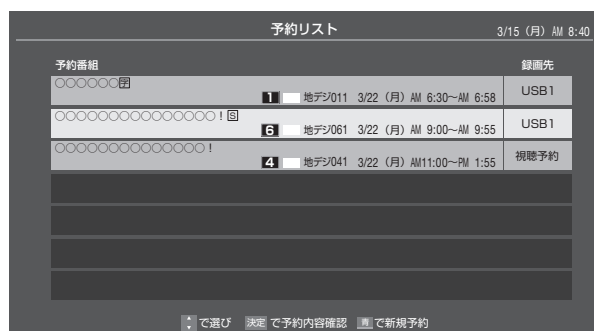 予約リスト
3/15（月）AM 8:40
予約番組
録画先
○○○○○○字
1 地デジ011 3/22（月）AM 6:30～AM 6:58
USB1
○○○○○○○○○○○○○○○！S
6 地デジ061 3/22（月）AM 9:00～AM 9:55
USB1
○○○○○○○○○○○○○○！
4 地デジ041 3/22（月）AM11:00～PM 1:55
視聴予約
で選び 決定 で予約内容確認 青 で新規予約